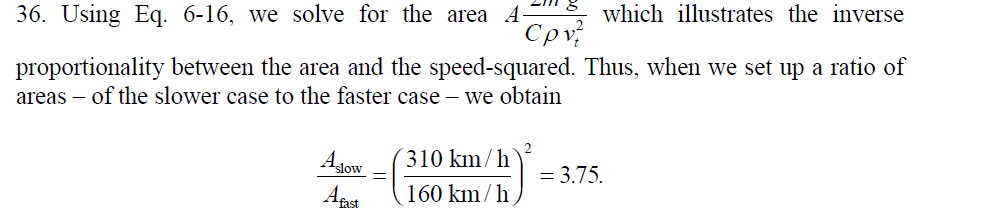 36. Using Eq. 6-16, we solve for the area A 2m g / C ρ v_t^2 which illustrates the inverse
proportionality between the area and the speed-squared. Thus, when we set up a ratio of
areas – of the slower case to the faster case – we obtain
A_slow / A_fast = (310 km / h / 160 km / h)^2 = 3.75.